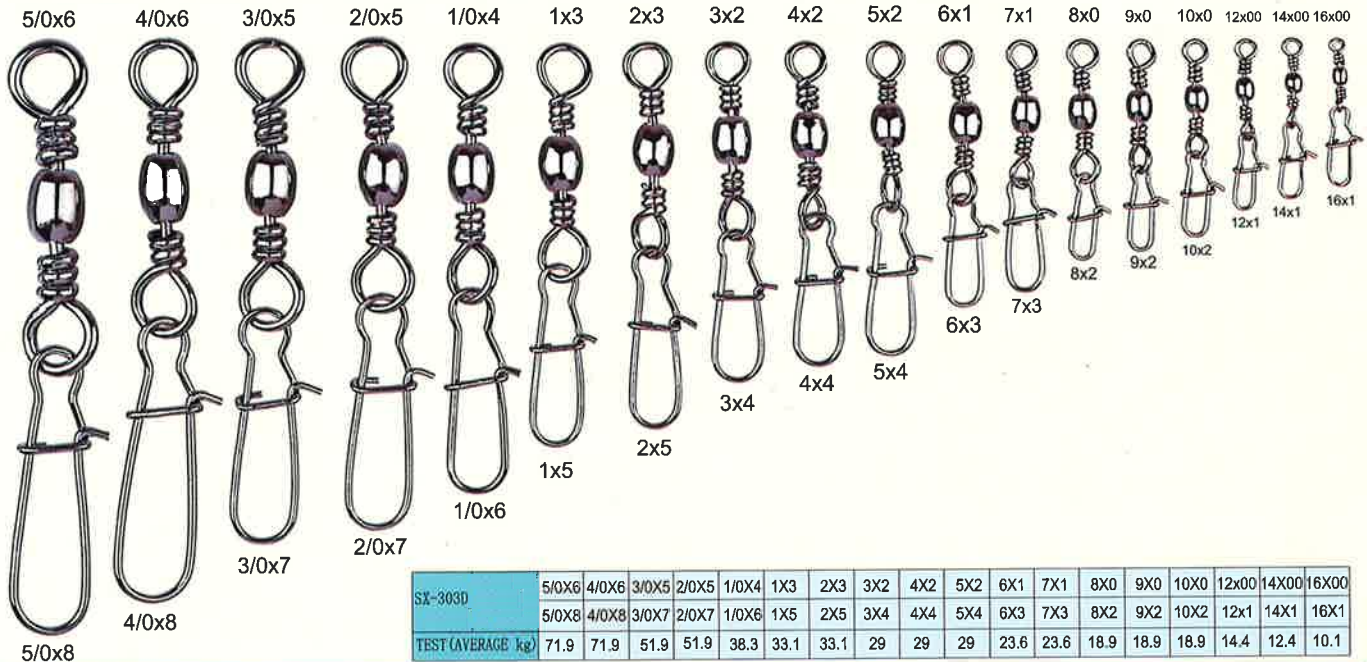 5/0x6 4/0x6 3/0x5 2/0x5 1/0x4 1x3 2x3 3x2 4x2 5x2 6x1 7x1 8x0 9x0 10x0 12x00 14x00 16x00
16x1
14x1
12x1
10x2
9x2
8x2
7x3
6x3
5x4
4x4
3x4
2x5
1x5
1/0x6
2/0x7
3/0x7
4/0x8
5/0x8
SX-303D
5/0X6 4/0X6 3/0X5 2/0X5 1/0X4 1X3 2X3 3X2 4X2 5X2 6X1 7X1 8X0 9X0 10X0 12x00 14X00 16X00
5/0X8 4/0X8 3/0X7 2/0X7 1/0X6 1X5 2X5 3X4 4X4 5X4 6X3 7X3 8X2 9X2 10X2 12x1 14X1 16X1
TEST(AVERAGE kg) 71.9 71.9 51.9 51.9 38.3 33.1 33.1 29 29 29 23.6 23.6 18.9 18.9 18.9 14.4 12.4 10.1